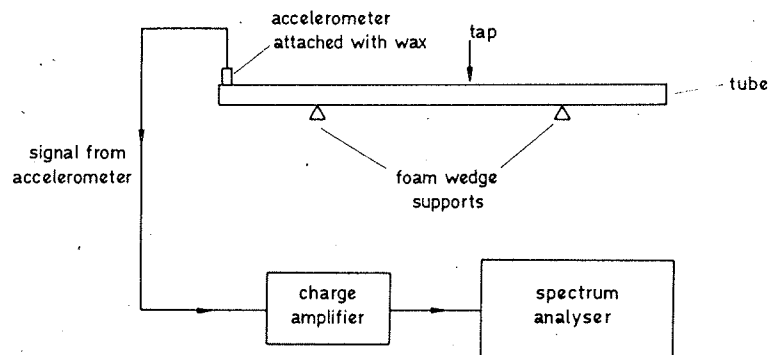 accelerometer
attached with wax
tap
tube
signal from
accelerometer
foam wedge
supports
charge
amplifier
spectrum
analyser